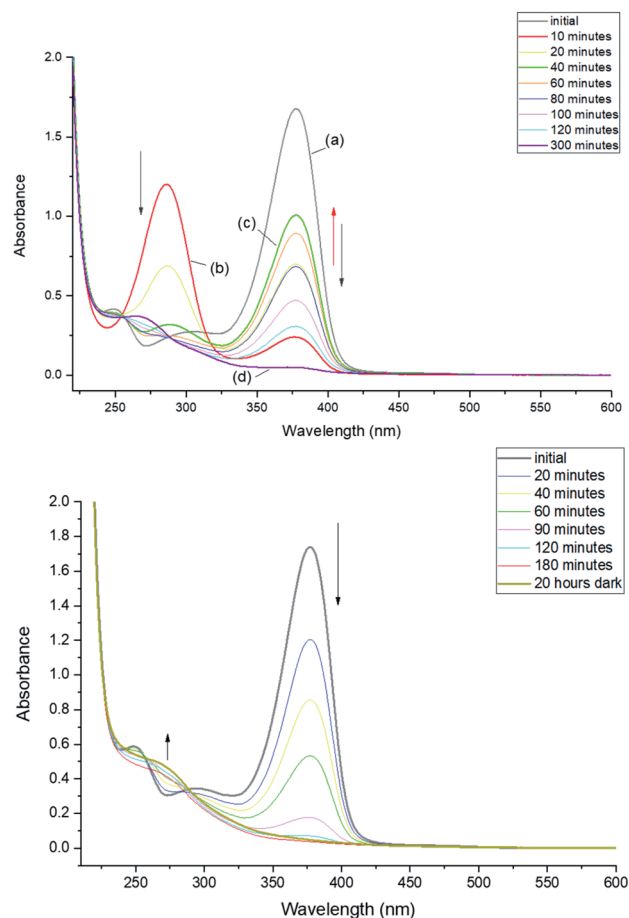 initial
10 minutes
20 minutes
40 minutes
60 minutes
80 minutes
100 minutes
120 minutes
300 minutes
2.0
1.5
1.0
0.5
0.0
Absorbance
(a)
(b)
(c)
(d)
250 300 350 400 450 500 550 600
Wavelength (nm)
initial
20 minutes
40 minutes
60 minutes
90 minutes
120 minutes
180 minutes
20 hours dark
2.0
1.8
1.6
1.4
1.2
1.0
0.8
0.6
0.4
0.2
0.0
Absorbance
250 300 350 400 450 500 550 600
Wavelength (nm)